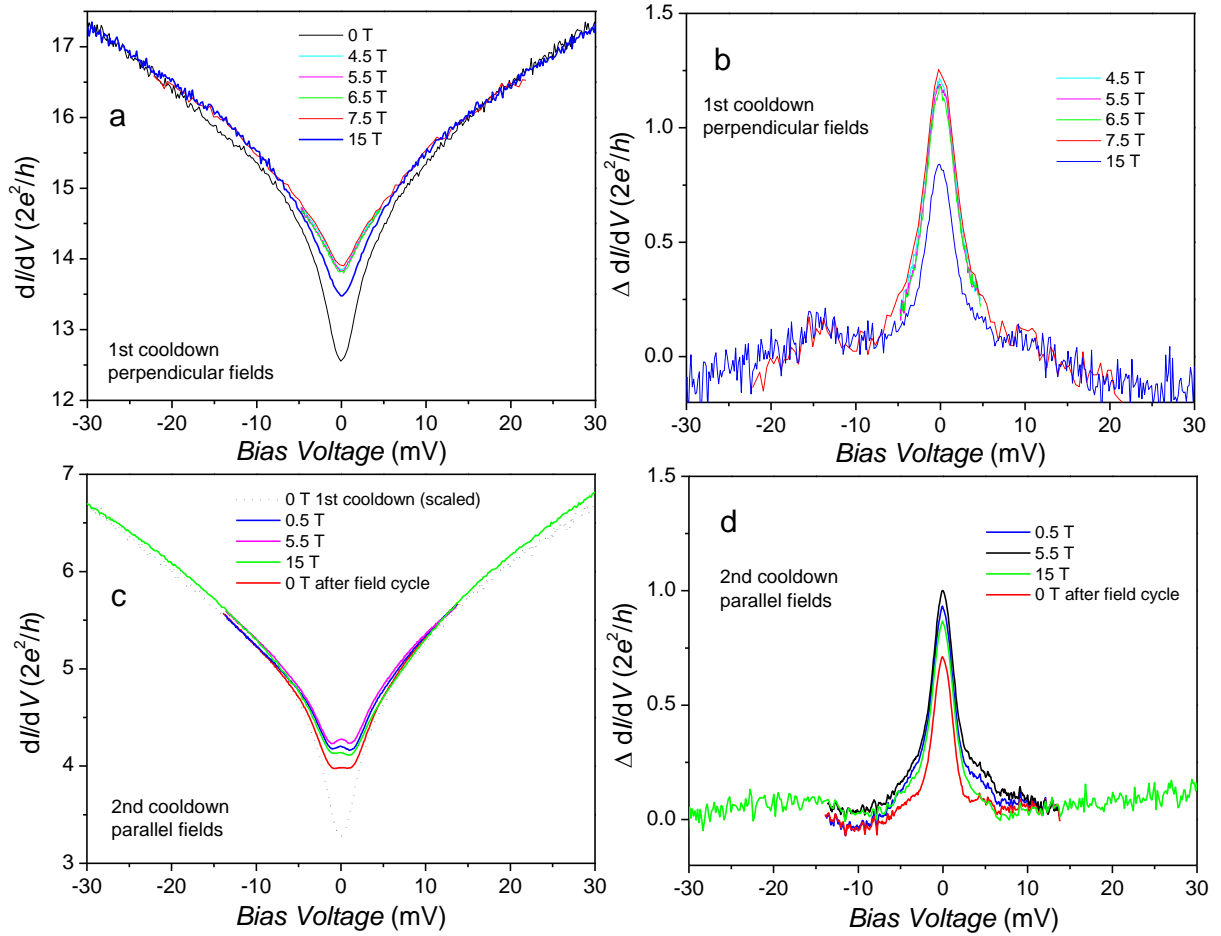 a
17
16
15
14
13
12
dI/dV (2e²/h)
0 T
4.5 T
5.5 T
6.5 T
7.5 T
15 T
1st cooldown
perpendicular fields
-30 -20 -10 0 10 20 30
Bias Voltage (mV)
b
1.5
1.0
0.5
0.0
Δ dI/dV (2e²/h)
1st cooldown
perpendicular fields
4.5 T
5.5 T
6.5 T
7.5 T
15 T
-30 -20 -10 0 10 20 30
Bias Voltage (mV)
c
7
6
5
4
3
dI/dV (2e²/h)
0 T 1st cooldown (scaled)
0.5 T
5.5 T
15 T
0 T after field cycle
2nd cooldown
parallel fields
-30 -20 -10 0 10 20 30
Bias Voltage (mV)
d
1.5
1.0
0.5
0.0
Δ dI/dV (2e²/h)
2nd cooldown
parallel fields
0.5 T
5.5 T
15 T
0 T after field cycle
-30 -20 -10 0 10 20 30
Bias Voltage (mV)